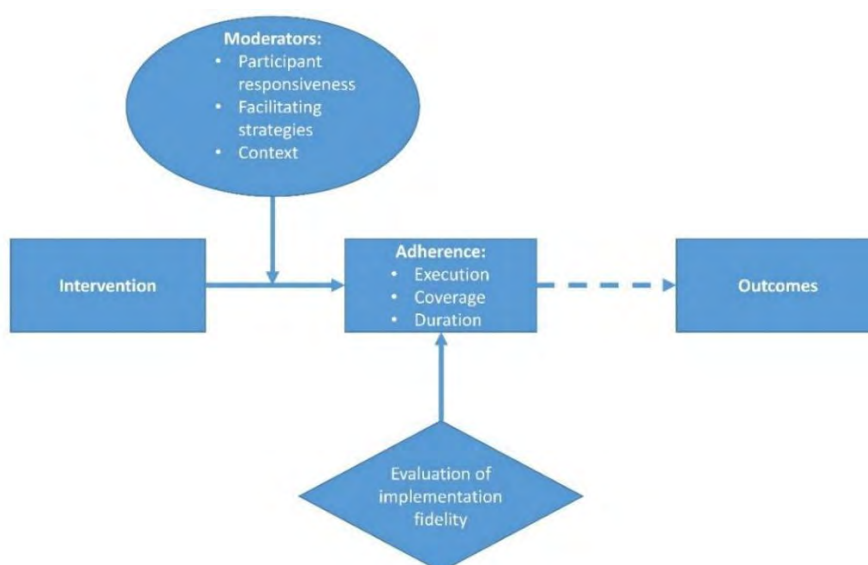 Moderators:
• Participant
responsiveness
• Facilitating
strategies
• Context
Intervention
Adherence:
• Execution
• Coverage
• Duration
Outcomes
Evaluation of
implementation
fidelity